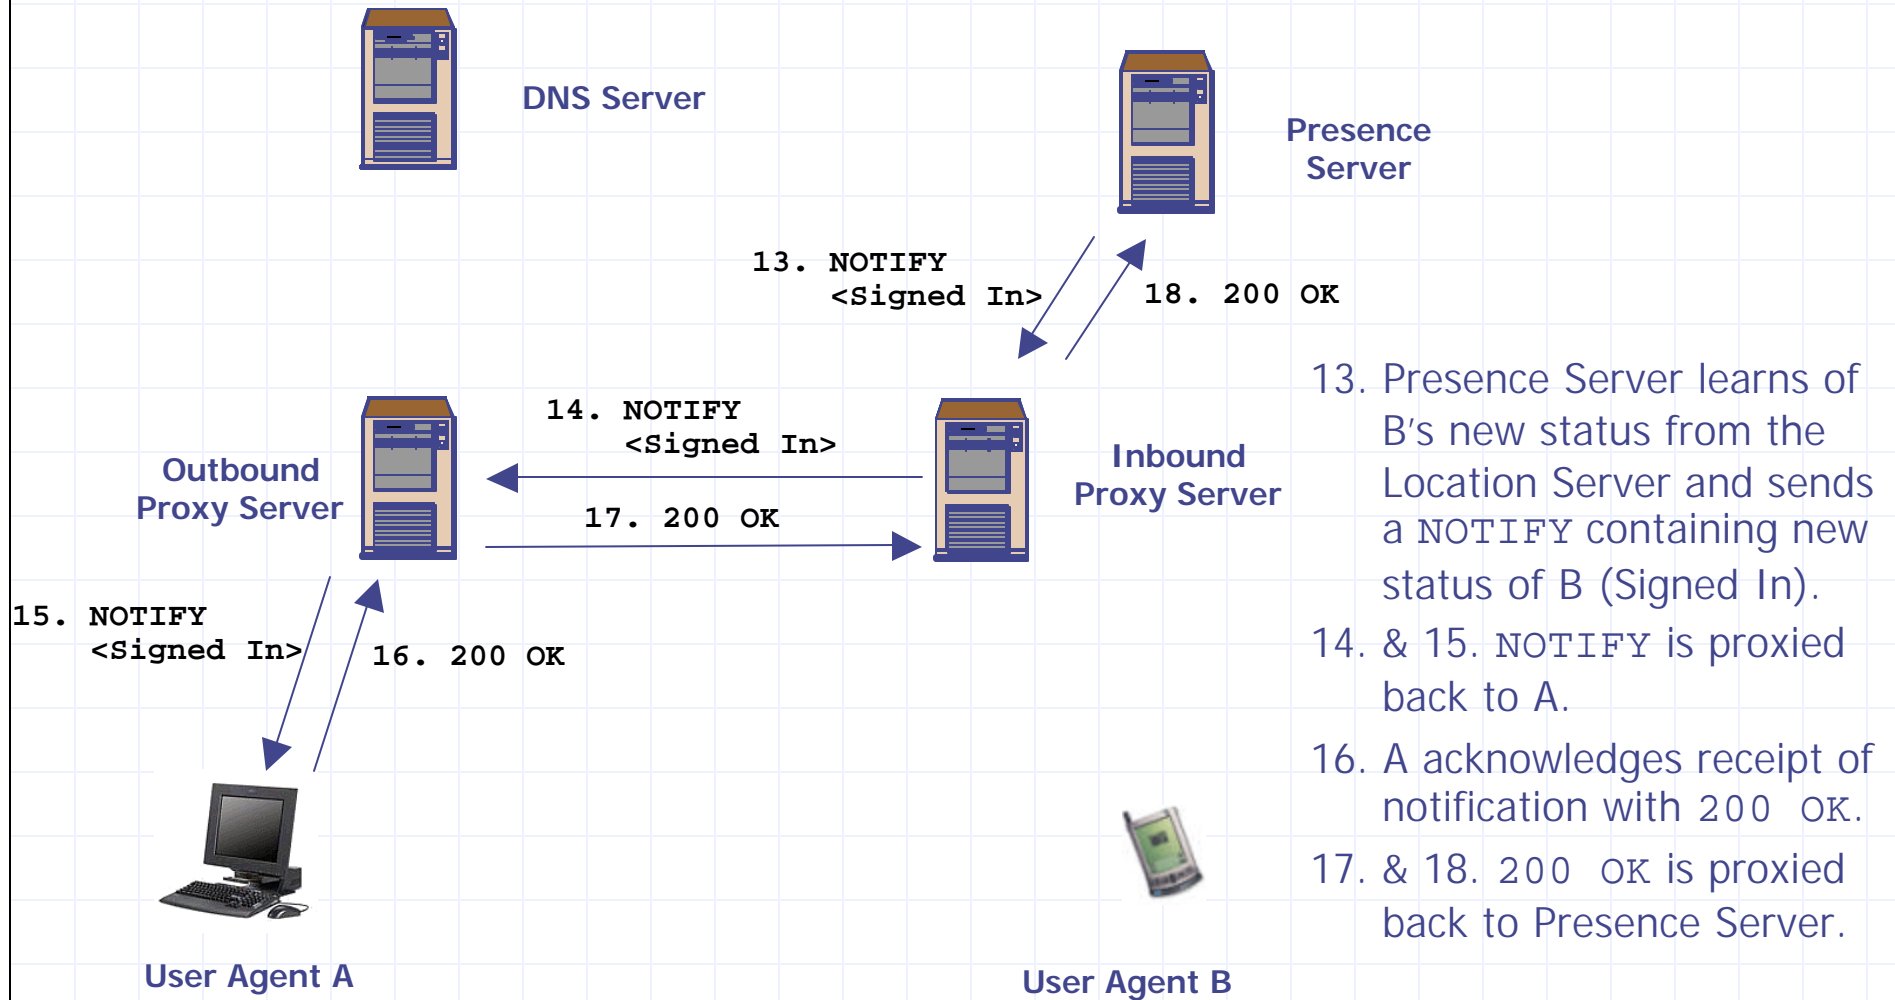 DNS Server
Presence
Server
13. NOTIFY
<Signed In>
18. 200 OK
14. NOTIFY
<Signed In>
Outbound
Proxy Server
Inbound
Proxy Server
17. 200 OK
15. NOTIFY
<Signed In>
16. 200 OK
User Agent A
User Agent B
13. Presence Server learns of
B's new status from the
Location Server and sends
a NOTIFY containing new
status of B (Signed In).
14. & 15. NOTIFY is proxied
back to A.
16. A acknowledges receipt of
notification with 200 OK.
17. & 18. 200 OK is proxied
back to Presence Server.